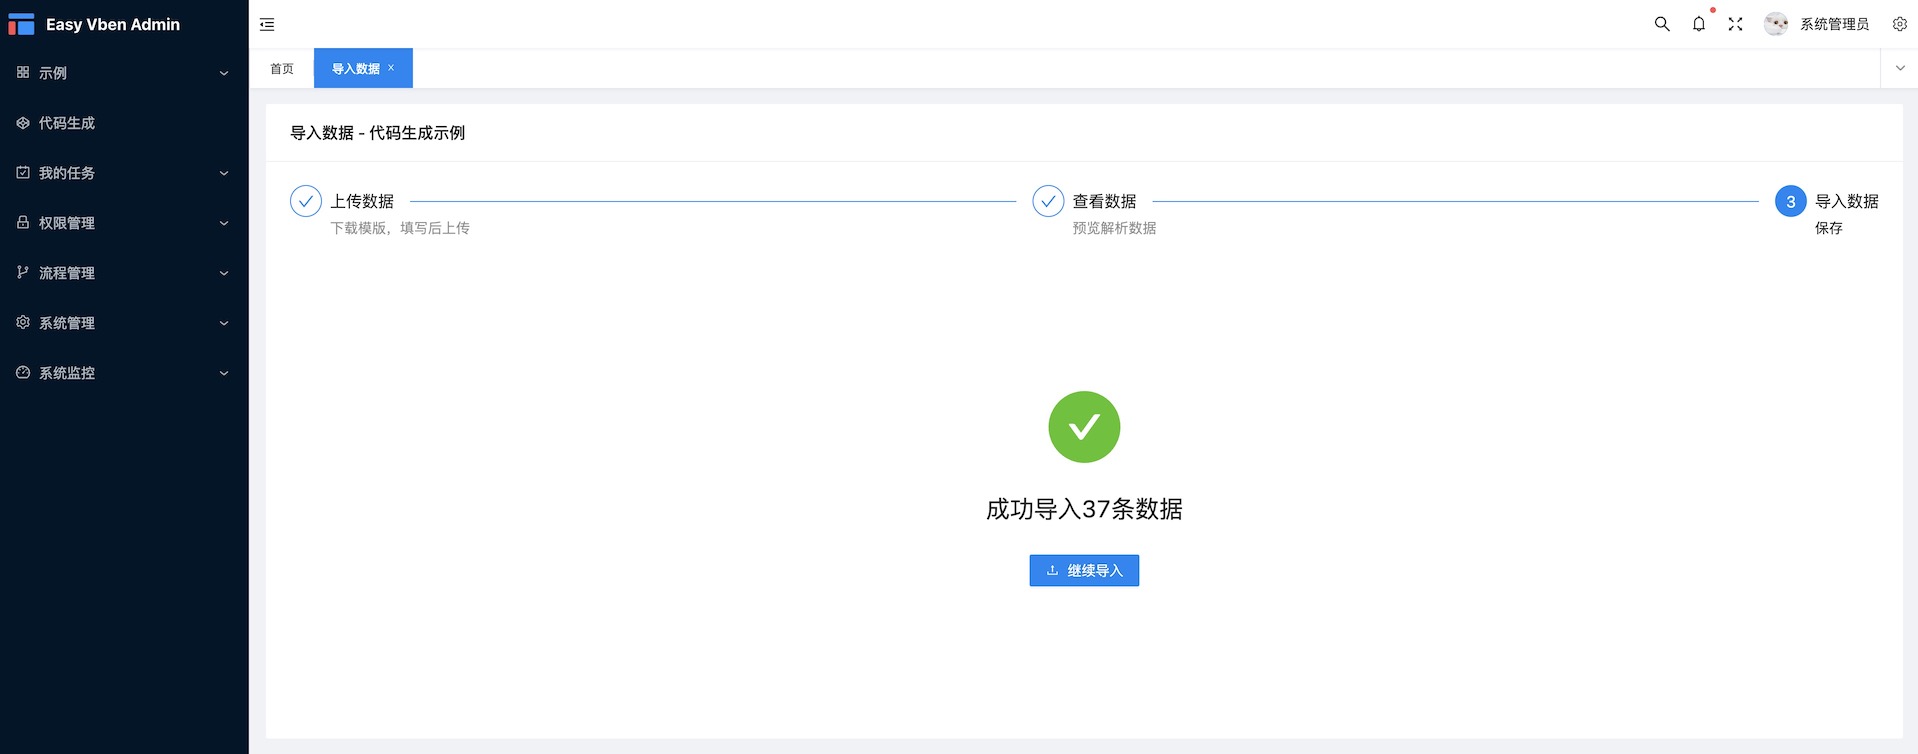 Easy Vben Admin
系统管理员
示例
代码生成
我的任务
权限管理
流程管理
系统管理
系统监控
首页
导入数据 ×
导入数据 - 代码生成示例
上传数据
下载模版，填写后上传
查看数据
预览解析数据
3 导入数据
保存
成功导入37条数据
继续导入